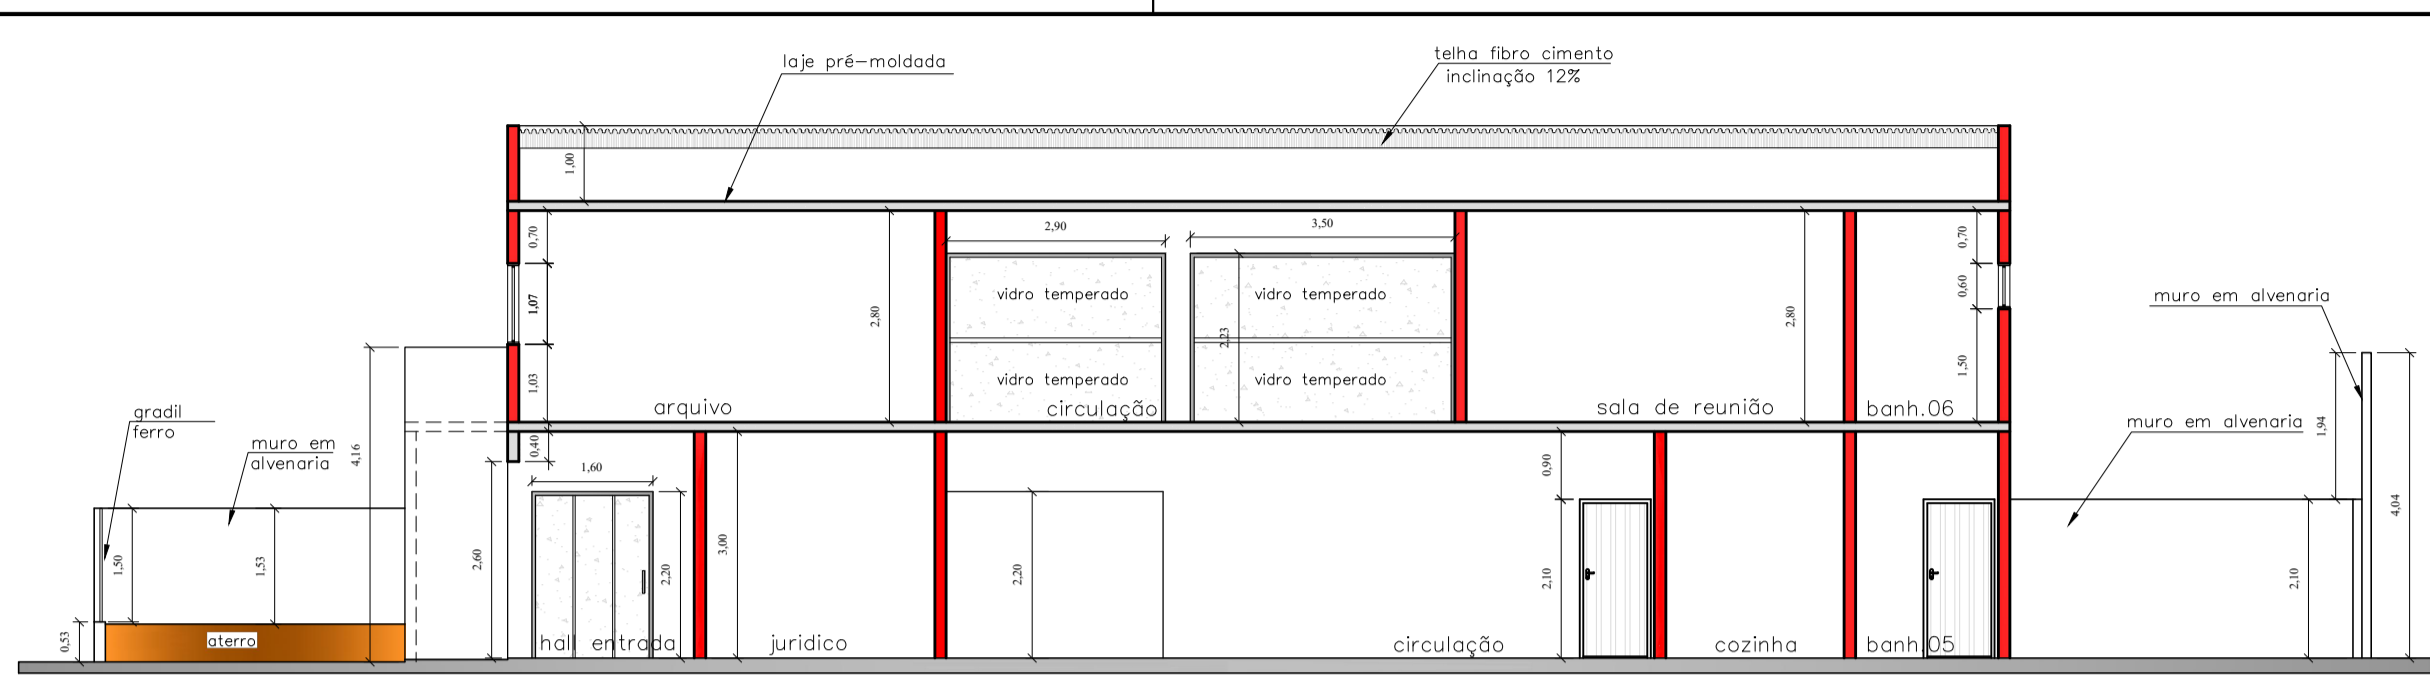 laje pré-moldada
telha fibro cimento
inclinação 12%
1,00
0,70
1,07
1,03
0,40
2,80
2,90
3,50
vidro temperado
vidro temperado
2,23
vidro temperado
vidro temperado
2,80
0,70
0,60
1,50
arquivo
circulação
sala de reunião
banh.06
muro em alvenaria
muro em alvenaria
1,94
4,04
2,10
gradil
ferro
muro em
alvenaria
4,16
1,50
1,53
0,53
aterro
2,60
1,60
2,20
3,00
2,20
0,90
2,10
hall entrada
juridico
circulação
cozinha
banh.05